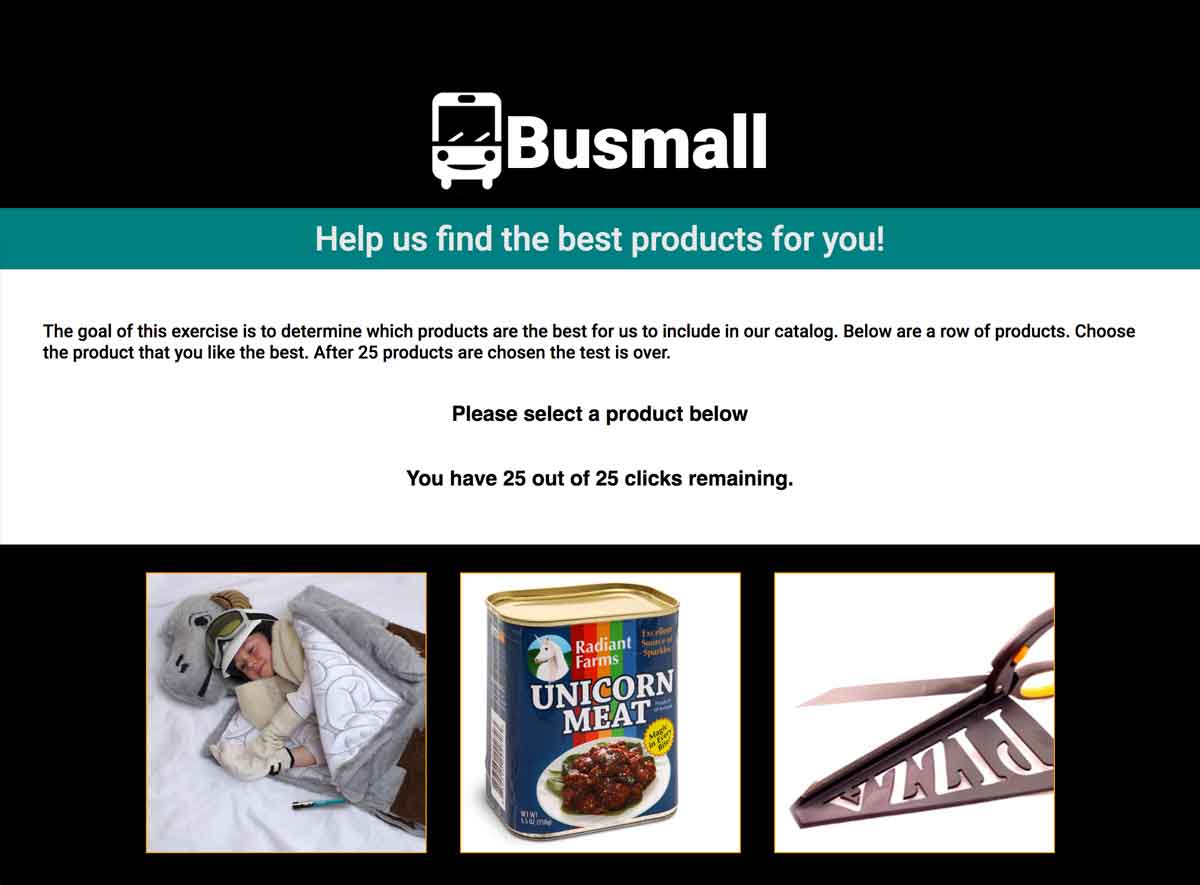 Busmall
Help us find the best products for you!
The goal of this exercise is to determine which products are the best for us to include in our catalog. Below are a row of products. Choose
the product that you like the best. After 25 products are chosen the test is over.
Please select a product below
You have 25 out of 25 clicks remaining.
Radiant
Farms
Excellent
Source of
Sparkles
UNICORN
MEAT
Magic
in Every
Bite!
NET WT
5.5 OZ (156g)
PIZZA